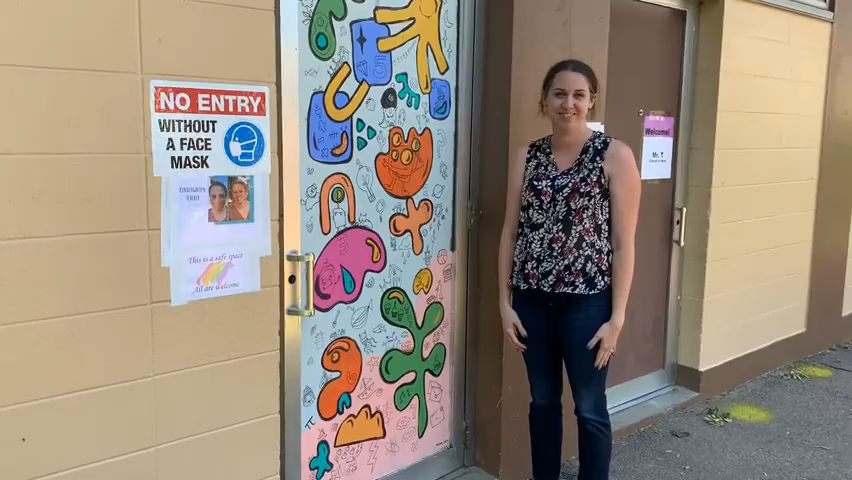 NO ENTRY
WITHOUT
A FACE
MASK
This is a safe space
All are welcome
Welcome!
Mr. T